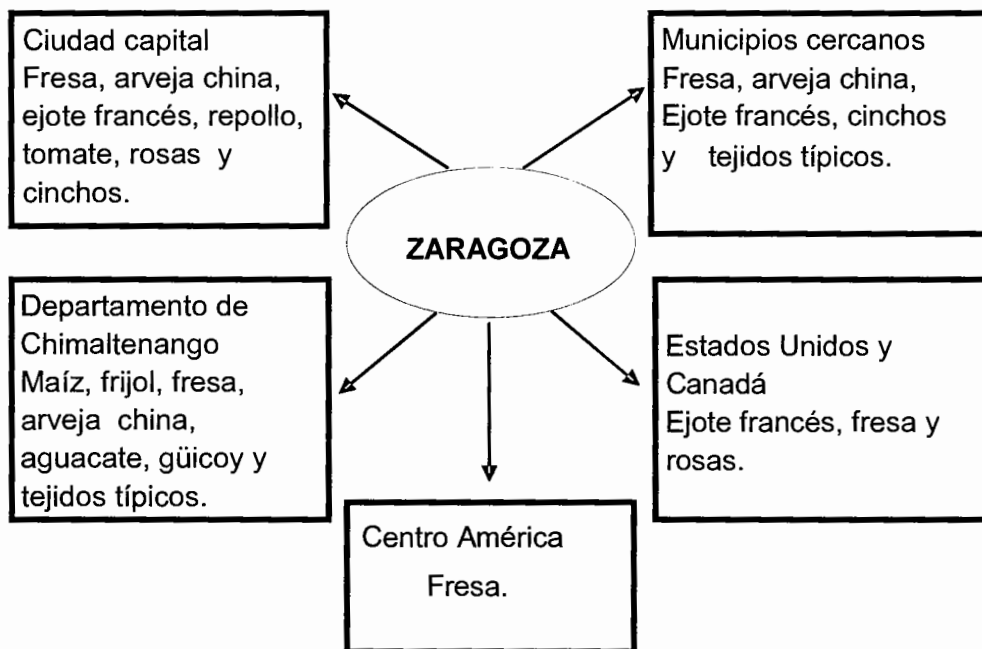 Ciudad capital
Fresa, arveja china,
ejote francés, repollo,
tomate, rosas y
cinchos.
Municipios cercanos
Fresa, arveja china,
Ejote francés, cinchos
y tejidos típicos.
ZARAGOZA
Departamento de
Chimaltenango
Maíz, frijol, fresa,
arveja china,
aguacate, güicoy y
tejidos típicos.
Estados Unidos y
Canadá
Ejote francés, fresa y
rosas.
Centro América
Fresa.